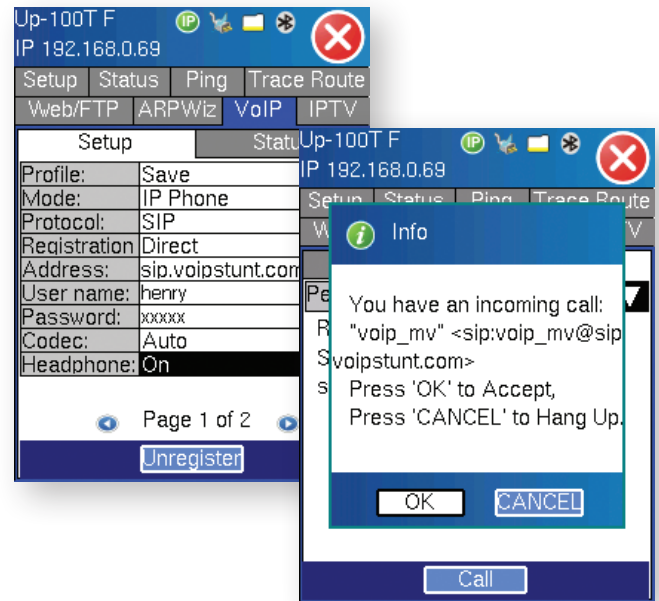 Up-100T F
IP 192.168.0.69
Setup Status Ping Trace Route
Web/FTP ARPWiz VoIP IPTV
Setup Statu
Profile: Save
Mode: IP Phone
Protocol: SIP
Registration Direct
Address: sip.voipstunt.com
User name: henry
Password: xxxxx
Codec: Auto
Headphone: On
Page 1 of 2
Unregister
Up-100T F
IP 192.168.0.69
Setup Status Ping Trace Route
W V
Pe
R
S
s
Info
You have an incoming call:
"voip_mv" <sip:voip_mv@sip
voipstunt.com>
Press 'OK' to Accept,
Press 'CANCEL' to Hang Up.
OK CANCEL
Call